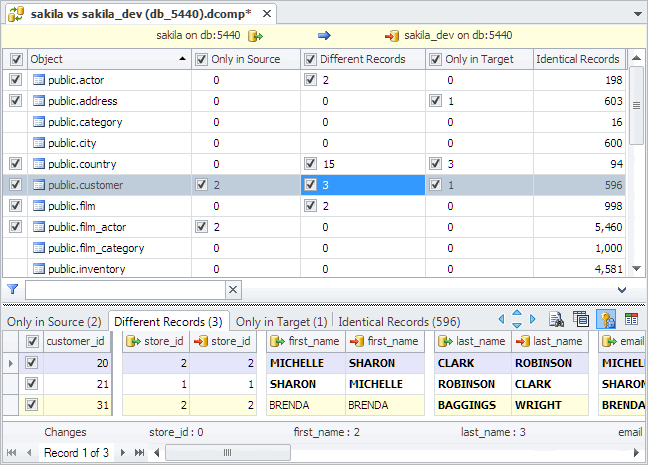 sakila vs sakila_dev (db_5440).dcomp*
sakila on db:5440 sakila_dev on db:5440
Object Only in Source Different Records Only in Target Identical Records
public.actor 0 2 0 198
public.address 0 0 1 603
public.category 0 0 0 16
public.city 0 0 0 600
public.country 0 15 3 94
public.customer 2 3 1 596
public.film 0 2 0 998
public.film_actor 2 0 0 5,460
public.film_category 0 0 0 1,000
public.inventory 0 0 0 4,581
Only in Source (2) Different Records (3) Only in Target (1) Identical Records (596)
customer_id store_id store_id first_name first_name last_name last_name email
20 2 2 MICHELLE SHARON CLARK ROBINSON MICHEL
21 1 1 SHARON MICHELLE ROBINSON CLARK SHARON
31 2 2 BRENDA BRENDA BAGGINGS WRIGHT BRENDA
Changes store_id : 0 first_name : 2 last_name : 3 email
Record 1 of 3